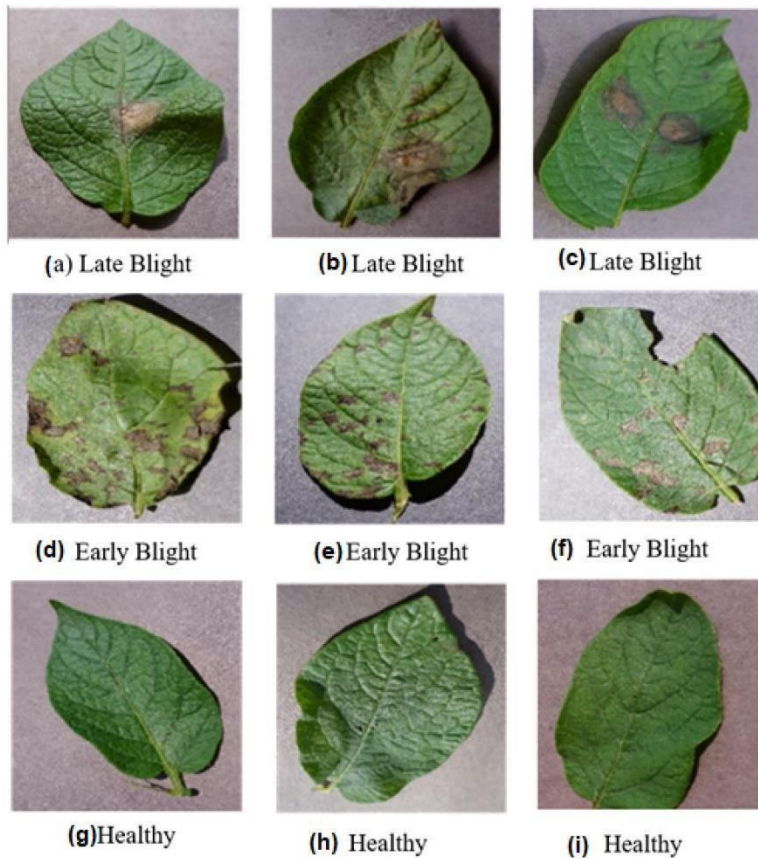 (a) Late Blight
(b) Late Blight
(c) Late Blight
(d) Early Blight
(e) Early Blight
(f) Early Blight
(g) Healthy
(h) Healthy
(i) Healthy